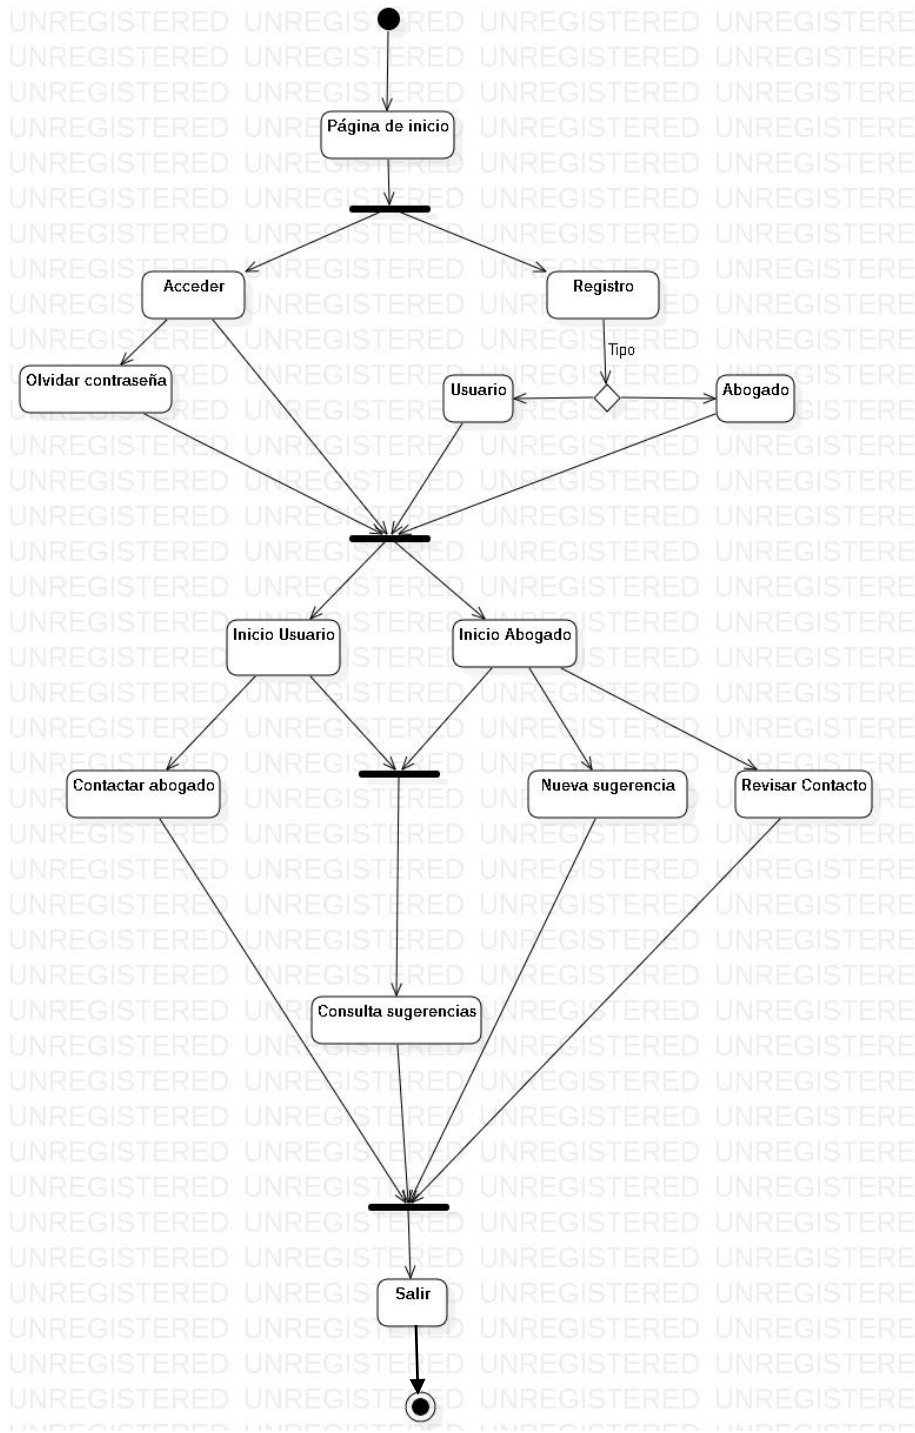 Página de inicio
Acceder
Registro
Tipo
Olvidar contraseña
Usuario
Abogado
Inicio Usuario
Inicio Abogado
Contactar abogado
Nueva sugerencia
Revisar Contacto
Consulta sugerencias
Salir
UNREGISTERED